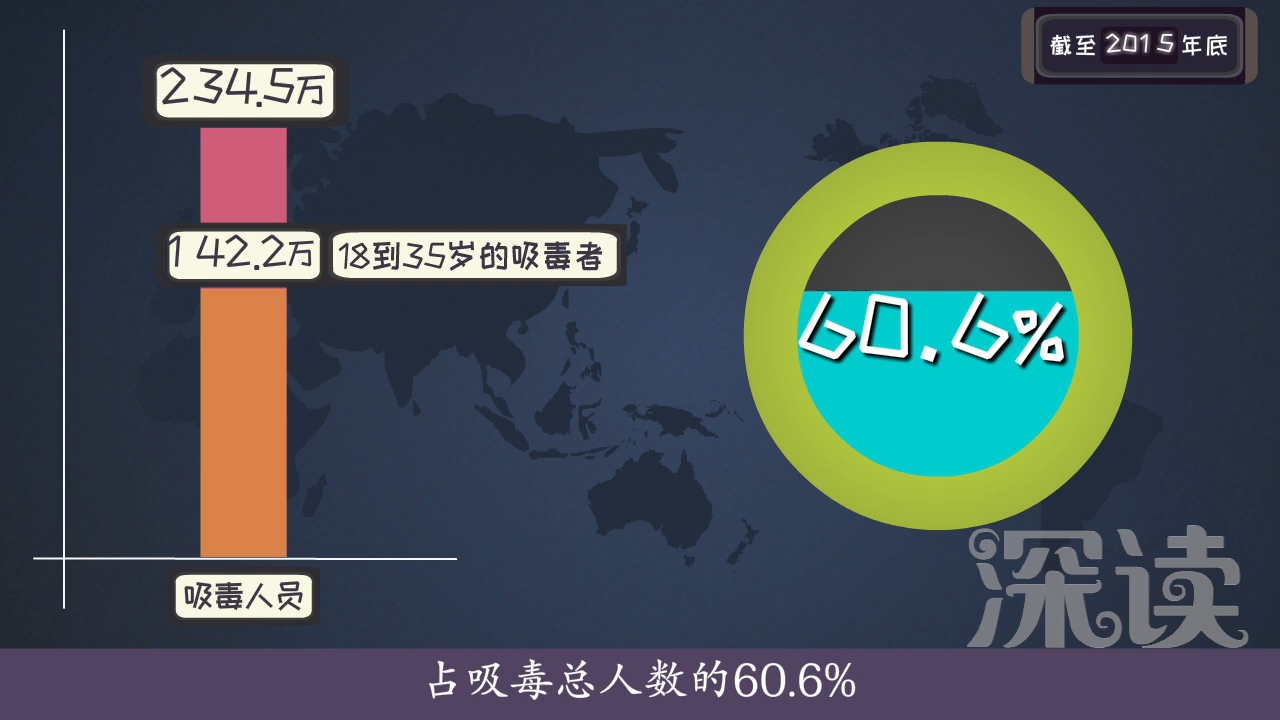 截至2015年底
234.5万
142.2万
18到35岁的吸毒者
60.6%
吸毒人员
深读
占吸毒总人数的60.6%